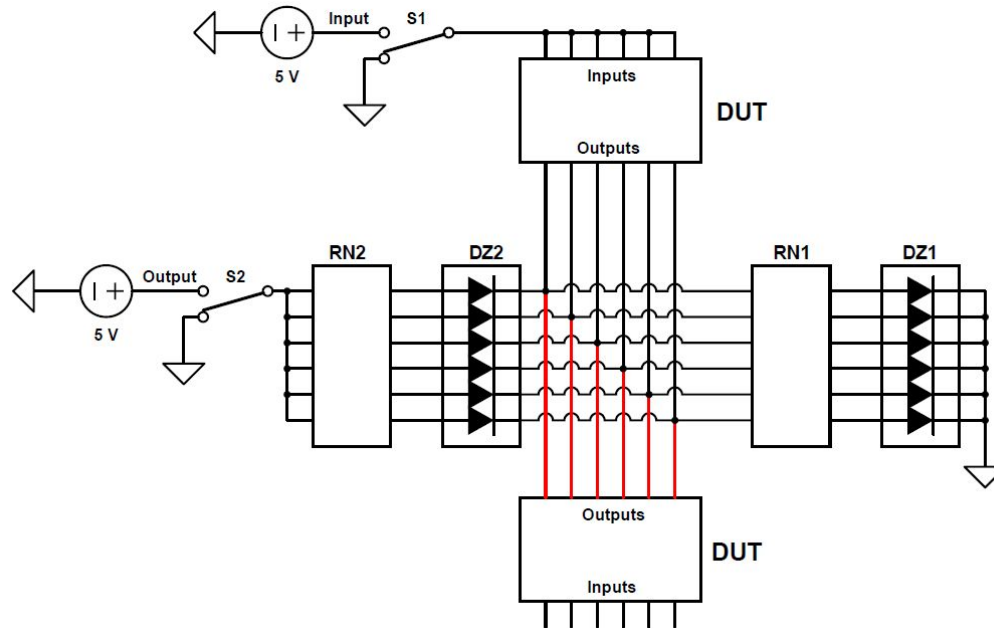 Input S1
I +
5 V
Inputs
DUT
Outputs
RN2 DZ2 RN1 DZ1
Output S2
I +
5 V
Outputs
DUT
Inputs